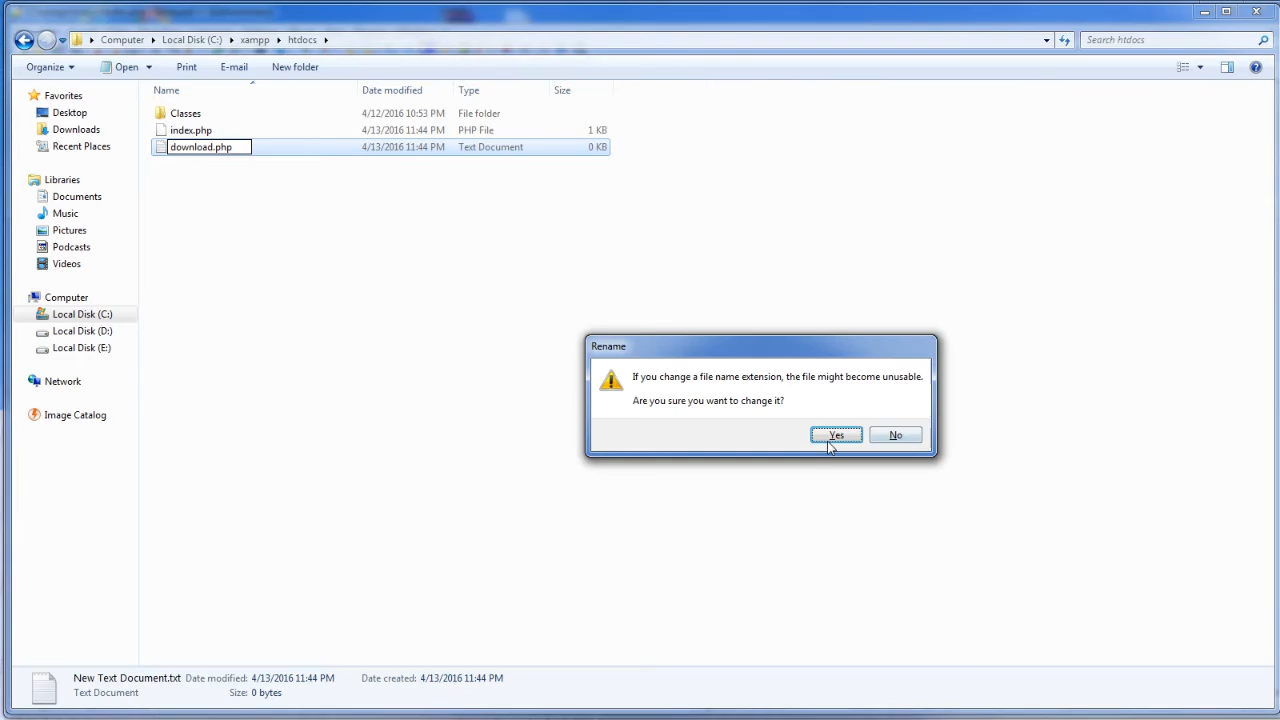 Computer Local Disk (C:) xampp htdocs
Search htdocs
Organize Open Print E-mail New folder
Name Date modified Type Size
Favorites
Desktop
Downloads
Recent Places
Libraries
Documents
Music
Pictures
Podcasts
Videos
Computer
Local Disk (C:)
Local Disk (D:)
Local Disk (E:)
Network
Image Catalog
Classes 4/12/2016 10:53 PM File folder
index.php 4/13/2016 11:44 PM PHP File 1 KB
download.php 4/13/2016 11:44 PM Text Document 0 KB
Rename
If you change a file name extension, the file might become unusable.
Are you sure you want to change it?
Yes No
New Text Document.txt Date modified: 4/13/2016 11:44 PM Date created: 4/13/2016 11:44 PM
Text Document Size: 0 bytes